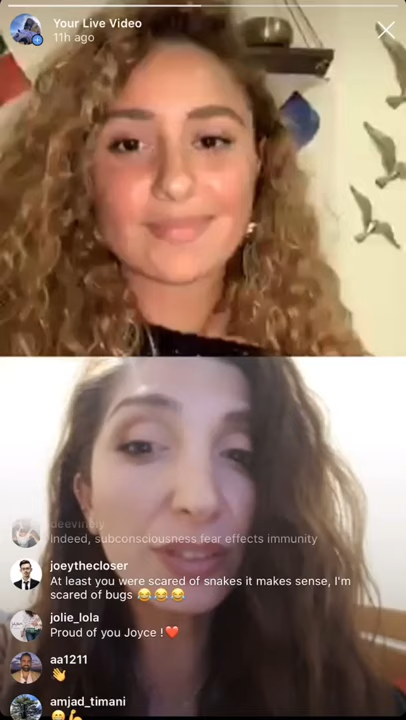 Your Live Video
11h ago
deevinely
Indeed, subconsciousness fear effects immunity
joeythecloser
At least you were scared of snakes it makes sense, I'm
scared of bugs 😂😂😂
jolie_lola
Proud of you Joyce !❤️
aa1211
👋
amjad_timani